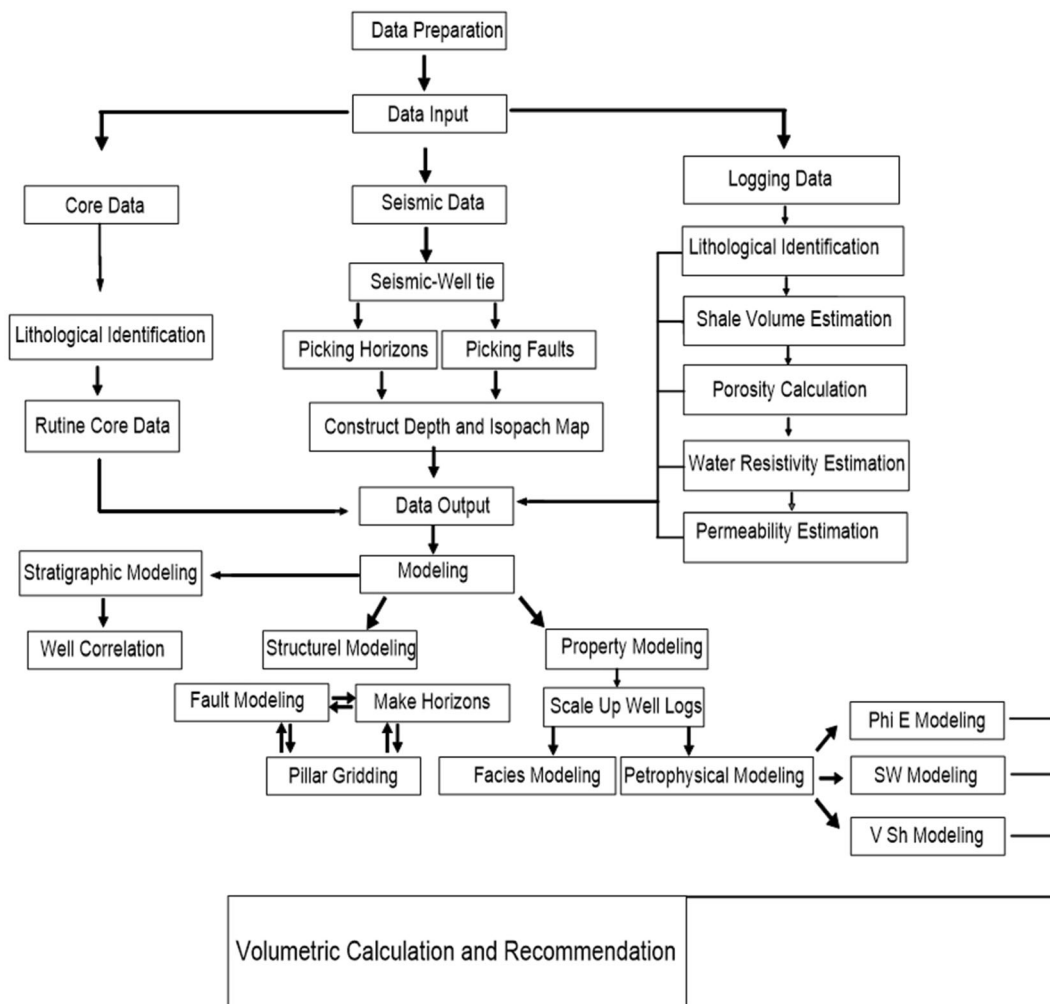 Data Preparation
Data Input
Core Data
Seismic Data
Logging Data
Lithological Identification
Seismic-Well tie
Shale Volume Estimation
Lithological Identification
Picking Horizons
Picking Faults
Porosity Calculation
Rutine Core Data
Construct Depth and Isopach Map
Water Resistivity Estimation
Data Output
Permeability Estimation
Stratigraphic Modeling
Modeling
Well Correlation
Structurel Modeling
Property Modeling
Fault Modeling
Make Horizons
Scale Up Well Logs
Phi E Modeling
Pillar Gridding
Facies Modeling
Petrophysical Modeling
SW Modeling
V Sh Modeling
Volumetric Calculation and Recommendation